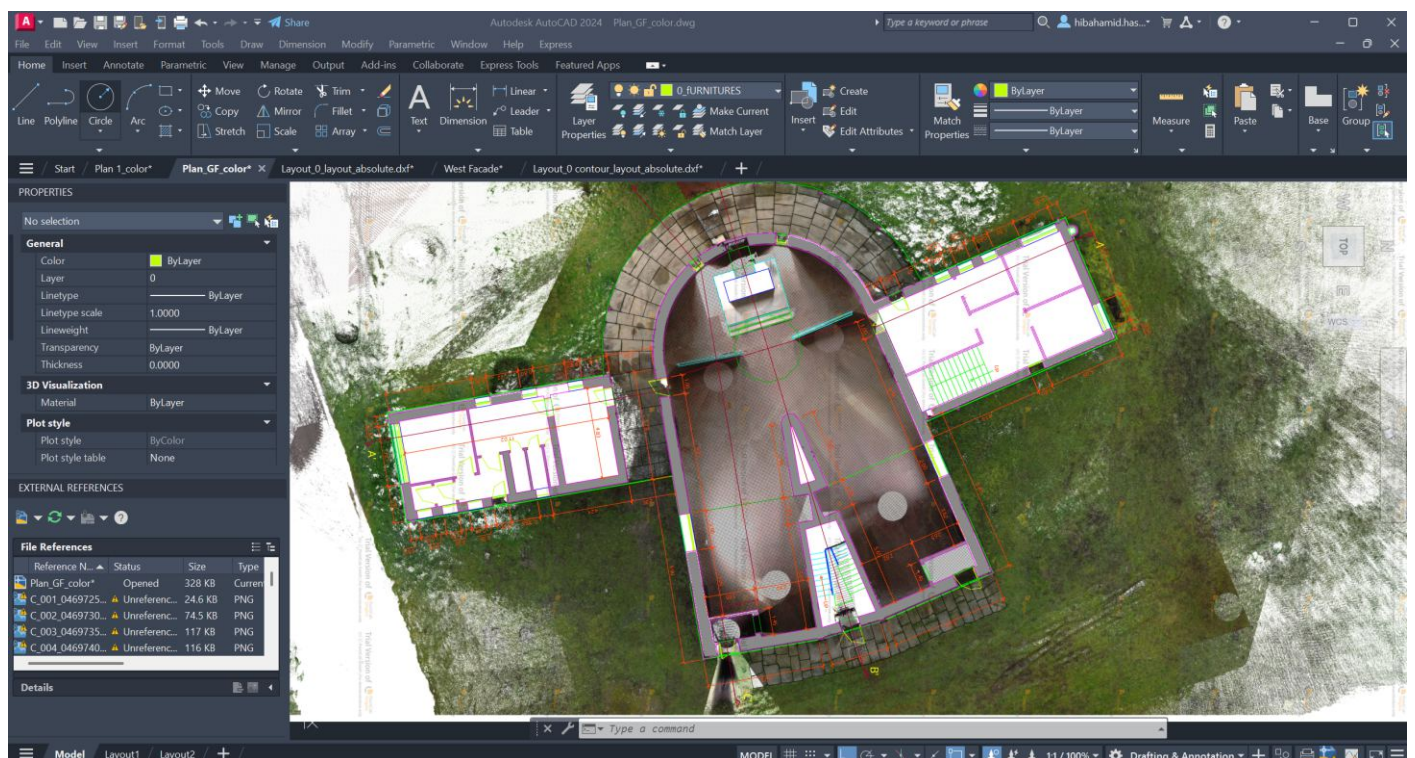 Share
Autodesk AutoCAD 2024 Plan_GF_color.dwg
Type a keyword or phrase
hibahamid.has...
File Edit View Insert Format Tools Draw Dimension Modify Parametric Window Help Express
Home Insert Annotate Parametric View Manage Output Add-ins Collaborate Express Tools Featured Apps
Line Polyline Circle Arc
Move Rotate Trim
Copy Mirror Fillet
Stretch Scale Array
Text Dimension
Linear
Leader
Table
Layer Properties
0_fURNITURES
Make Current
Match Layer
Insert
Create
Edit
Edit Attributes
Match Properties
ByLayer
ByLayer
ByLayer
Measure
Paste
Base
Group
Start Plan 1_color* Plan_GF_color* Layout_0_layout_absolute.dxf* West Facade* Layout_0 contour_layout_absolute.dxf*
PROPERTIES
No selection
General
Color ByLayer
Layer 0
Linetype ByLayer
Linetype scale 1.0000
Lineweight ByLayer
Transparency ByLayer
Thickness 0.0000
3D Visualization
Material ByLayer
Plot style
Plot style ByColor
Plot style table None
EXTERNAL REFERENCES
File References
Reference N... Status Size Type
Plan_GF_color* Opened 328 KB Curren
C_001_0469725... Unreferenc... 24.6 KB PNG
C_002_0469730... Unreferenc... 74.5 KB PNG
C_003_0469735... Unreferenc... 117 KB PNG
C_004_0469740... Unreferenc... 116 KB PNG
Details
TOP
WCS
Type a command
Model Layout1 Layout2
MODEL 1:1 / 100% Drafting & Annotation